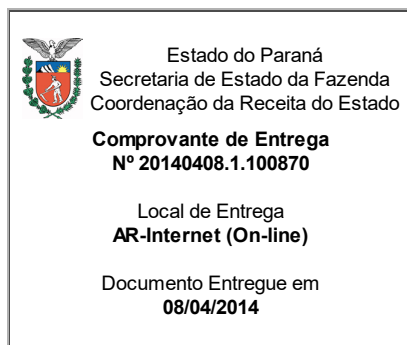 Estado do Paraná
Secretaria de Estado da Fazenda
Coordenação da Receita do Estado
Comprovante de Entrega
Nº 20140408.1.100870
Local de Entrega
AR-Internet (On-line)
Documento Entregue em
08/04/2014